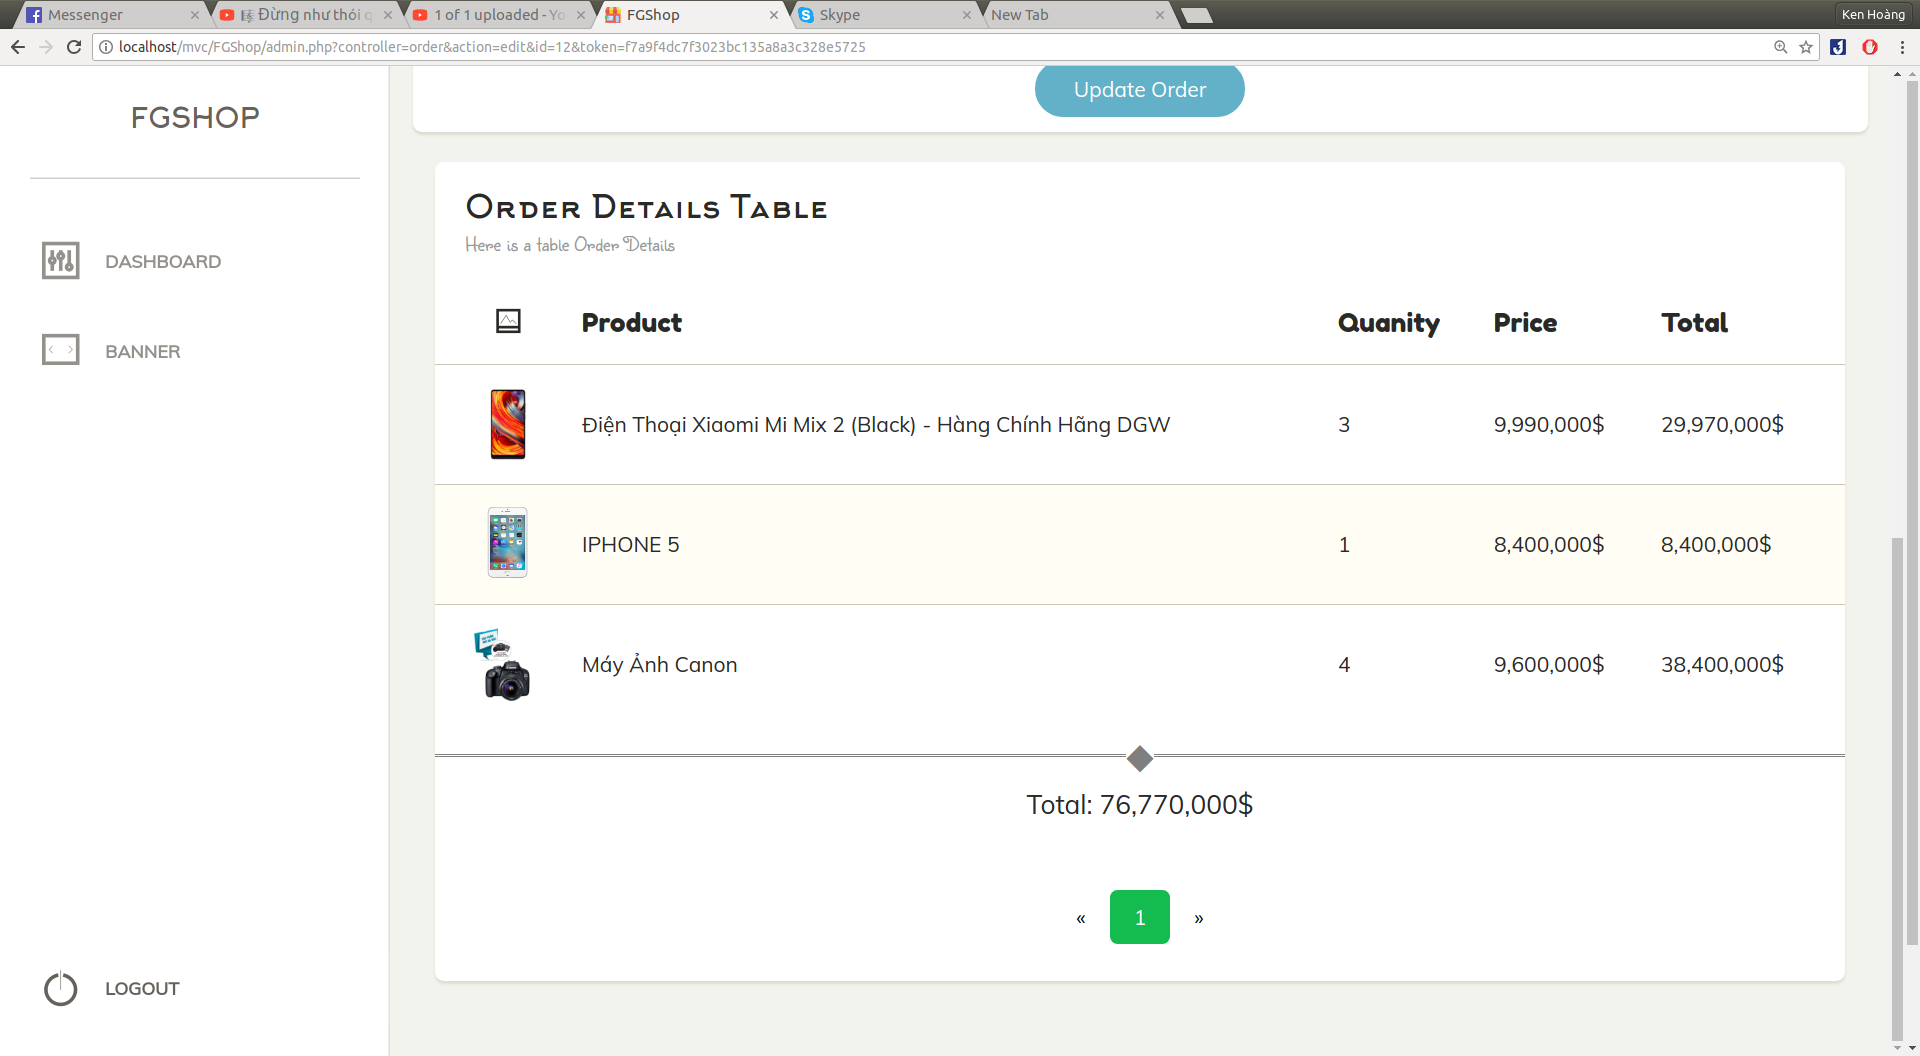 Messenger
Đừng như thói q
1 of 1 uploaded - Yo
FGShop
Skype
New Tab
Ken Hoàng
localhost/mvc/FGShop/admin.php?controller=order&action=edit&id=12&token=f7a9f4dc7f3023bc135a8a3c328e5725
FGSHOP
DASHBOARD
BANNER
LOGOUT
Update Order
Order Details Table
Here is a table Order Details
Product Quanity Price Total
Điện Thoại Xiaomi Mi Mix 2 (Black) - Hàng Chính Hãng DGW 3 9,990,000$ 29,970,000$
IPHONE 5 1 8,400,000$ 8,400,000$
Máy Ảnh Canon 4 9,600,000$ 38,400,000$
Total: 76,770,000$
« 1 »